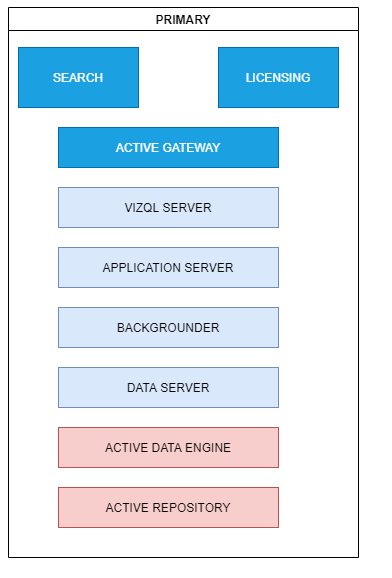 PRIMARY
SEARCH
LICENSING
ACTIVE GATEWAY
VIZQL SERVER
APPLICATION SERVER
BACKGROUNDER
DATA SERVER
ACTIVE DATA ENGINE
ACTIVE REPOSITORY